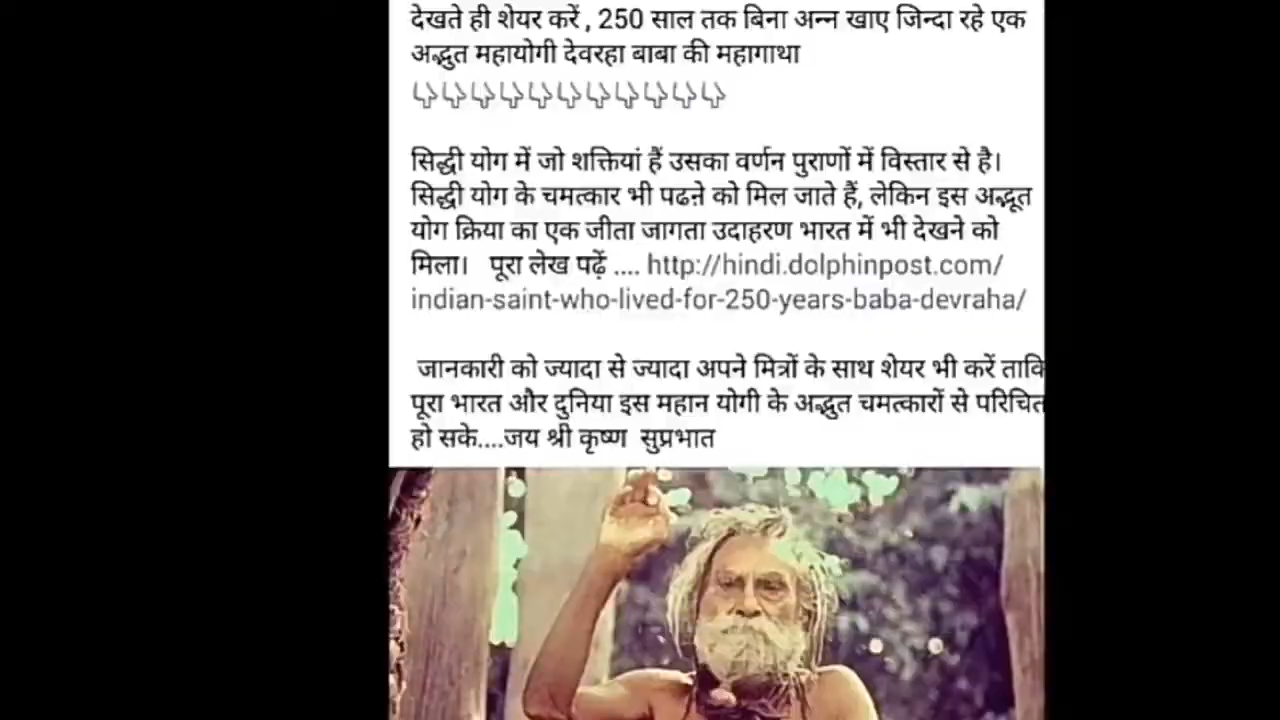 देखते ही शेयर करें , 250 साल तक बिना अन्न खाए जिन्दा रहे एक
अद्भुत महायोगी देवरहा बाबा की महागाथा
👇👇👇👇👇👇👇👇👇👇👇
सिद्धी योग में जो शक्तियां हैं उसका वर्णन पुराणों में विस्तार से है।
सिद्धी योग के चमत्कार भी पढऩे को मिल जाते हैं, लेकिन इस अद्भूत
योग क्रिया का एक जीता जागता उदाहरण भारत में भी देखने को
मिला। पूरा लेख पढ़ें .... http://hindi.dolphinpost.com/
indian-saint-who-lived-for-250-years-baba-devraha/
जानकारी को ज्यादा से ज्यादा अपने मित्रों के साथ शेयर भी करें ताकि
पूरा भारत और दुनिया इस महान योगी के अद्भुत चमत्कारों से परिचित
हो सके....जय श्री कृष्ण सुप्रभात